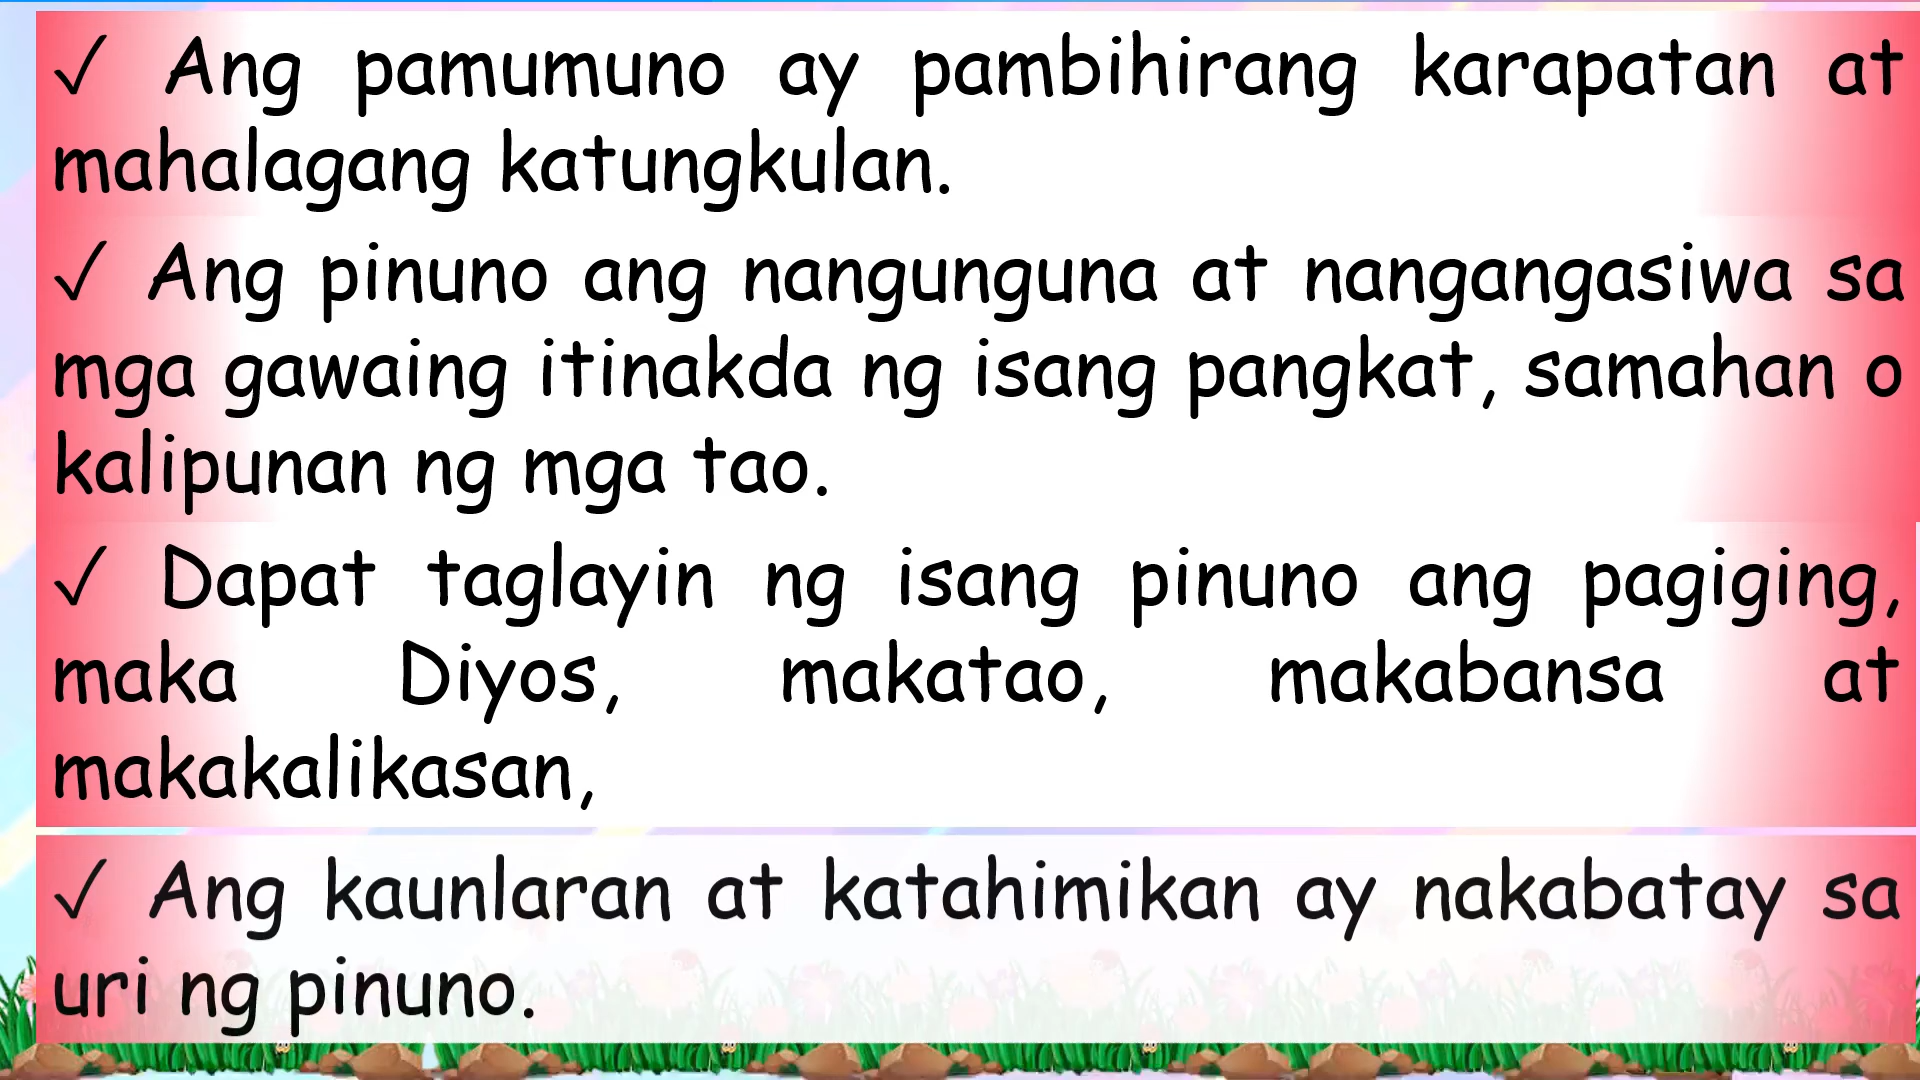 ✓ Ang pamumuno ay pambihirang karapatan at
mahalagang katungkulan.
✓ Ang pinuno ang nangunguna at nangangasiwa sa
mga gawaing itinakda ng isang pangkat, samahan o
kalipunan ng mga tao.
✓ Dapat taglayin ng isang pinuno ang pagiging,
maka Diyos, makatao, makabansa at
makakalikasan,
✓ Ang kaunlaran at katahimikan ay nakabatay sa
uri ng pinuno.